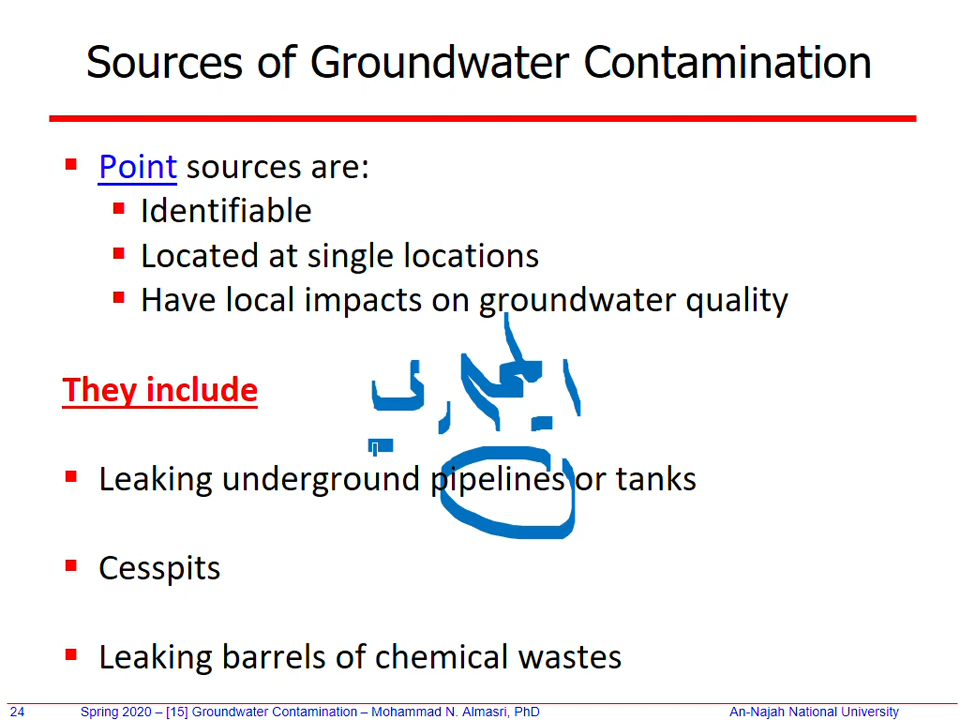 Sources of Groundwater Contamination
Point sources are:
Identifiable
Located at single locations
Have local impacts on groundwater quality
المجاري
They include
Leaking underground pipelines or tanks
Cesspits
Leaking barrels of chemical wastes
24 Spring 2020 – [15] Groundwater Contamination – Mohammad N. Almasri, PhD An-Najah National University